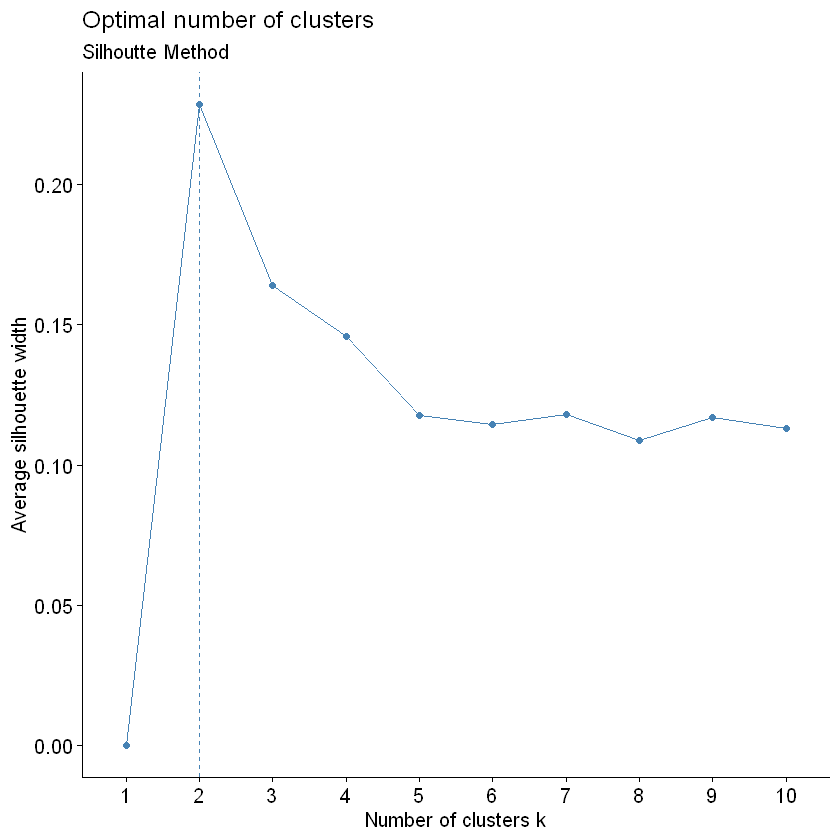 Optimal number of clusters
Silhoutte Method
Average silhouette width
0.20
0.15
0.10
0.05
0.00
1 2 3 4 5 6 7 8 9 10
Number of clusters k